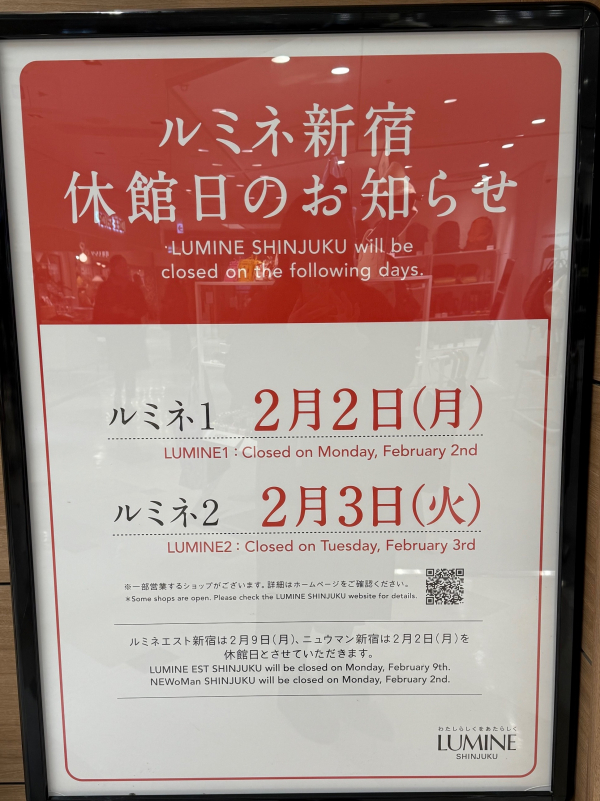 ルミネ新宿
休館日のお知らせ
LUMINE SHINJUKU will be
closed on the following days.
ルミネ1 2月2日(月)
LUMINE1：Closed on Monday, February 2nd
ルミネ2 2月3日(火)
LUMINE2：Closed on Tuesday, February 3rd
※一部営業するショップがございます。詳細はホームページをご確認ください。
※Some shops are open. Please check the LUMINE SHINJUKU website for details.
ルミネエスト新宿は2月9日(月)、ニュウマン新宿は2月2日(月)を
休館日とさせていただきます。
LUMINE EST SHINJUKU will be closed on Monday, February 9th.
NEWoMan SHINJUKU will be closed on Monday, February 2nd.
わたしらしくをあたらしく
LUMINE
SHINJUKU